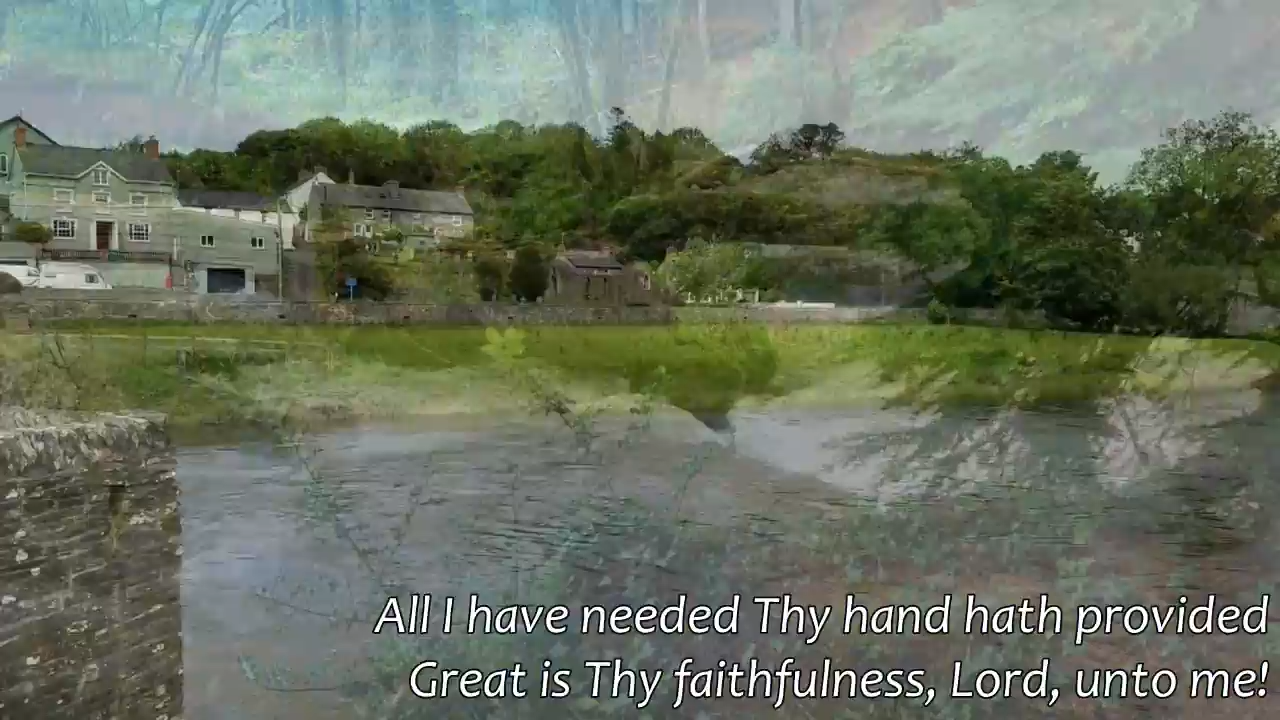 All I have needed Thy hand hath provided
Great is Thy faithfulness, Lord, unto me!